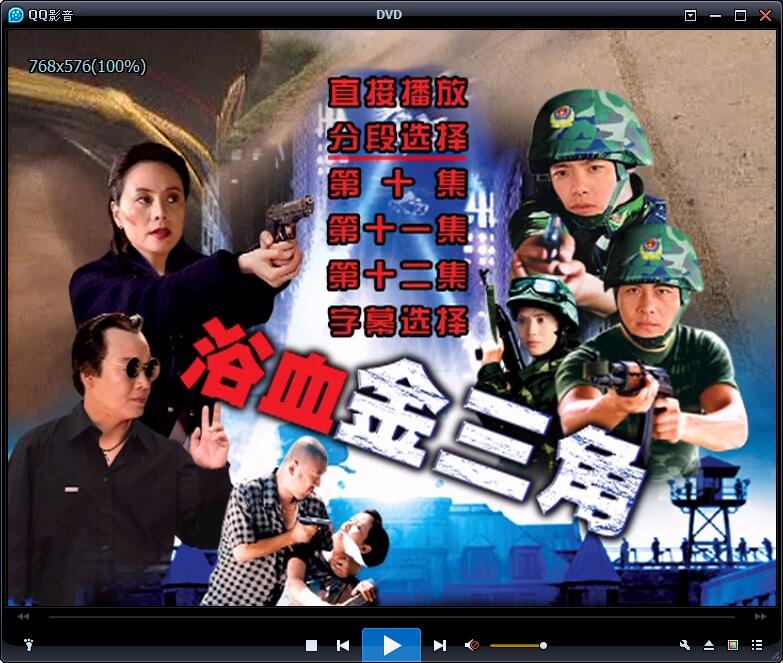 QQ影音
DVD
768x576(100%)
直接播放
分段选择
第十集
第十一集
第十二集
字幕选择
浴血金三角